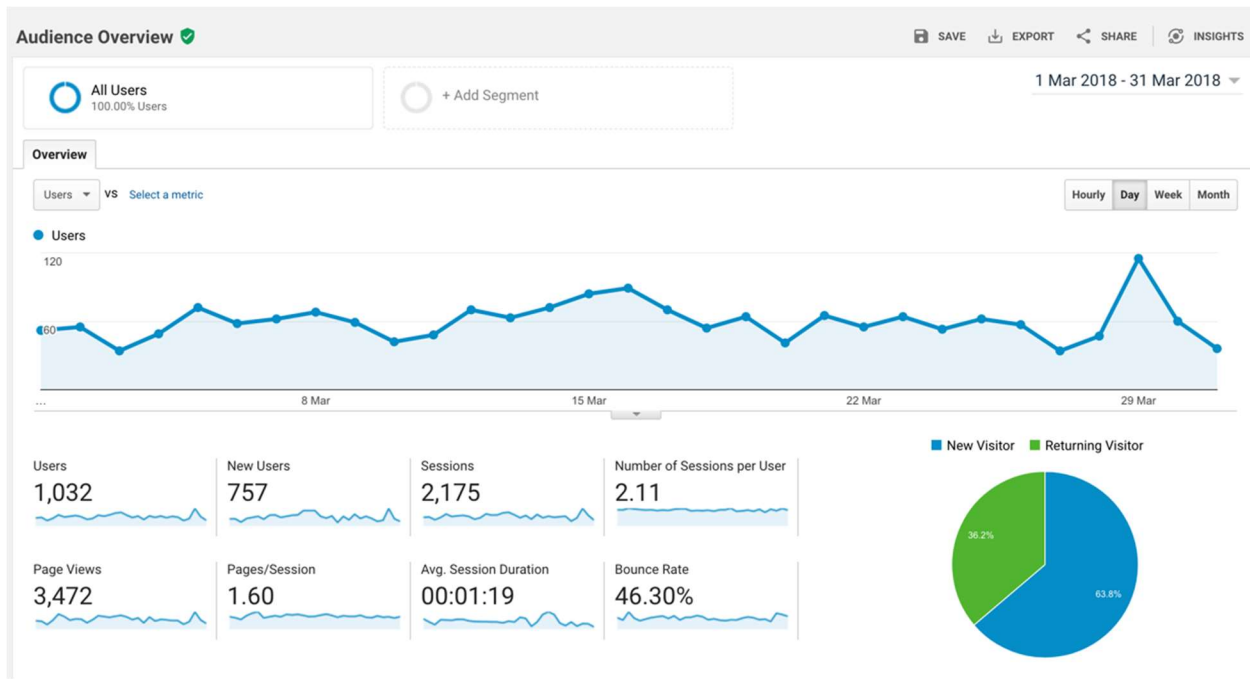 Audience Overview
SAVE EXPORT SHARE INSIGHTS
All Users
100.00% Users
+ Add Segment
1 Mar 2018 - 31 Mar 2018
Overview
Users VS Select a metric
Hourly Day Week Month
Users
120
60
... 8 Mar 15 Mar 22 Mar 29 Mar
New Visitor Returning Visitor
Users
1,032
New Users
757
Sessions
2,175
Number of Sessions per User
2.11
Page Views
3,472
Pages/Session
1.60
Avg. Session Duration
00:01:19
Bounce Rate
46.30%
36.2%
63.8%